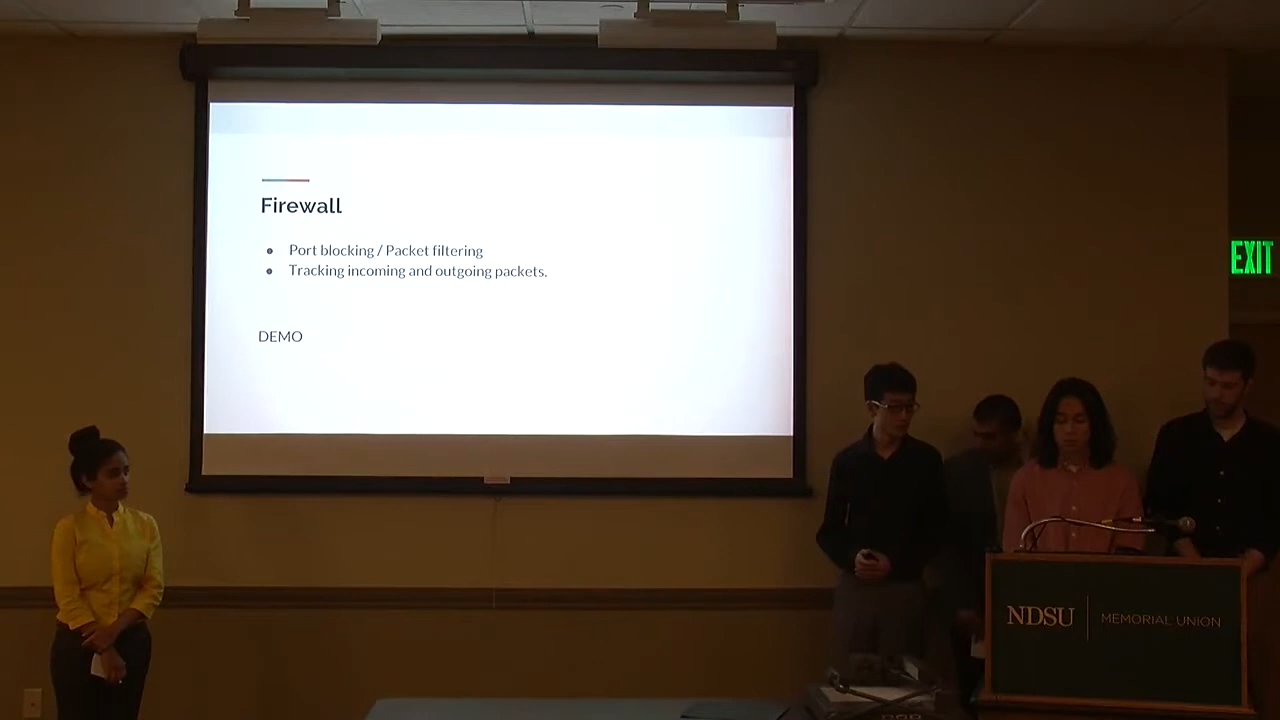 Firewall
● Port blocking / Packet filtering
● Tracking incoming and outgoing packets.
DEMO
EXIT
NDSU | MEMORIAL UNION